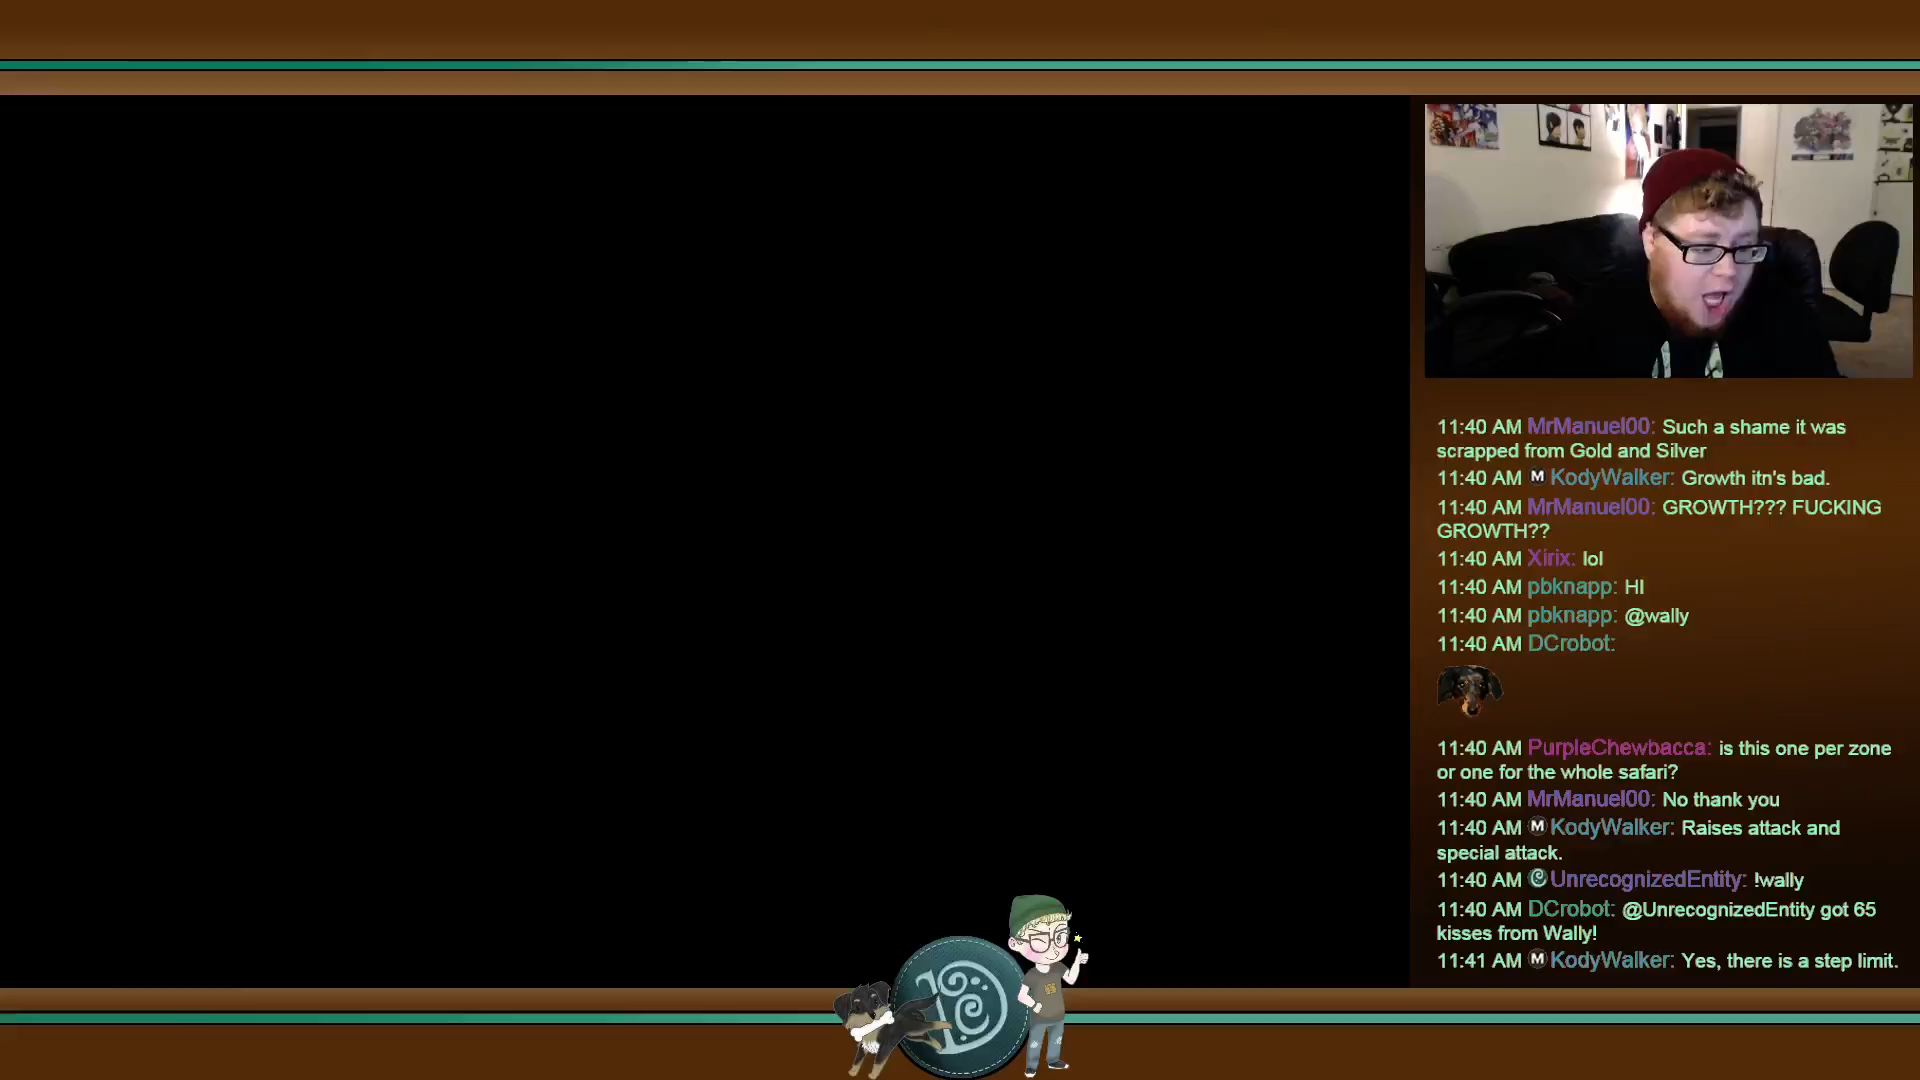 11:40 AM MrManuel00: Such a shame it was
scrapped from Gold and Silver
11:40 AM M KodyWalker: Growth itn's bad.
11:40 AM MrManuel00: GROWTH??? FUCKING
GROWTH??
11:40 AM Xirix: lol
11:40 AM pbknapp: HI
11:40 AM pbknapp: @wally
11:40 AM DCrobot:
11:40 AM PurpleChewbacca: is this one per zone
or one for the whole safari?
11:40 AM MrManuel00: No thank you
11:40 AM M KodyWalker: Raises attack and
special attack.
11:40 AM UnrecognizedEntity: !wally
11:40 AM DCrobot: @UnrecognizedEntity got 65
kisses from Wally!
11:41 AM M KodyWalker: Yes, there is a step limit.